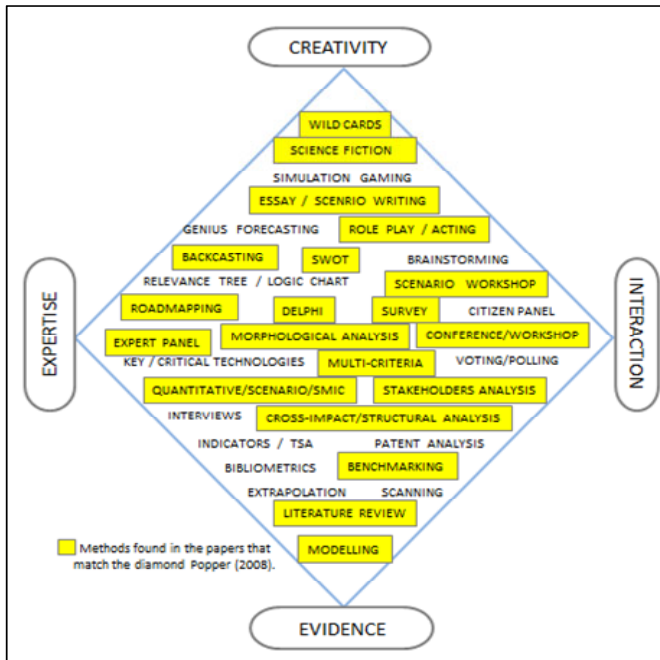 CREATIVITY
WILD CARDS
SCIENCE FICTION
SIMULATION GAMING
ESSAY / SCENRIO WRITING
GENIUS FORECASTING ROLE PLAY / ACTING
BACKCASTING SWOT BRAINSTORMING
RELEVANCE TREE / LOGIC CHART SCENARIO WORKSHOP
ROADMAPPING DELPHI SURVEY CITIZEN PANEL
EXPERT PANEL MORPHOLOGICAL ANALYSIS CONFERENCE/WORKSHOP
KEY / CRITICAL TECHNOLOGIES MULTI-CRITERIA VOTING/POLLING
QUANTITATIVE/SCENARIO/SMIC STAKEHOLDERS ANALYSIS
INTERVIEWS CROSS-IMPACT/STRUCTURAL ANALYSIS
INDICATORS / TSA PATENT ANALYSIS
BIBLIOMETRICS BENCHMARKING
EXTRAPOLATION SCANNING
LITERATURE REVIEW
MODELLING
EXPERTISE
INTERACTION
Methods found in the papers that
match the diamond Popper (2008).
EVIDENCE